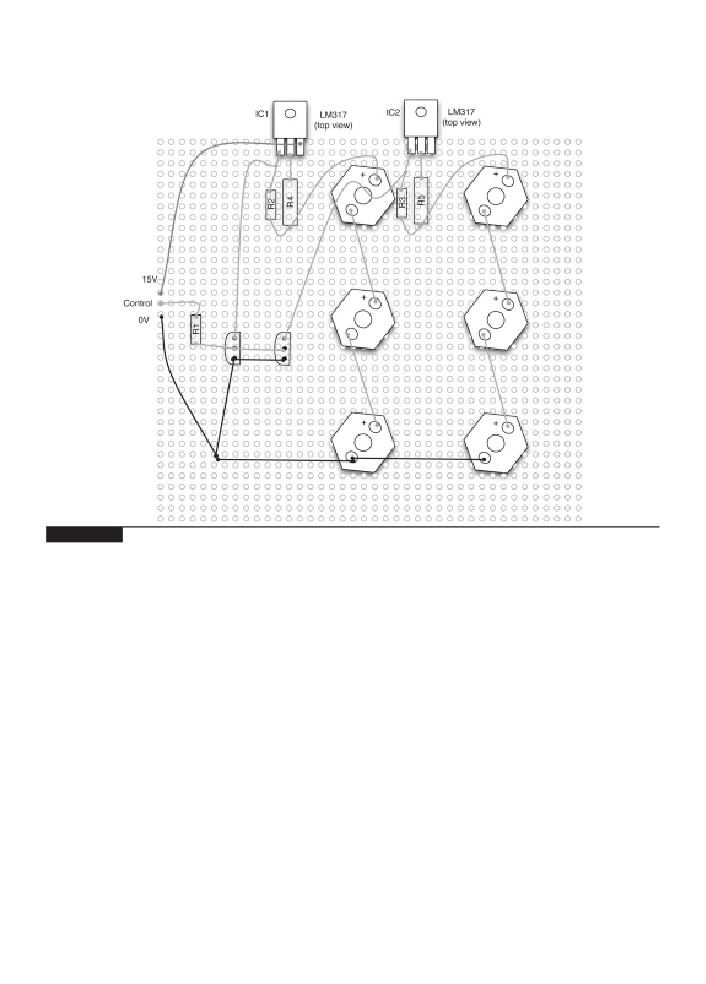 IC1
LM317
(top view)
IC2
LM317
(top view)
R2
R4
+
R3
R5
+
15V
Control
0V
R1
+
+
+
+